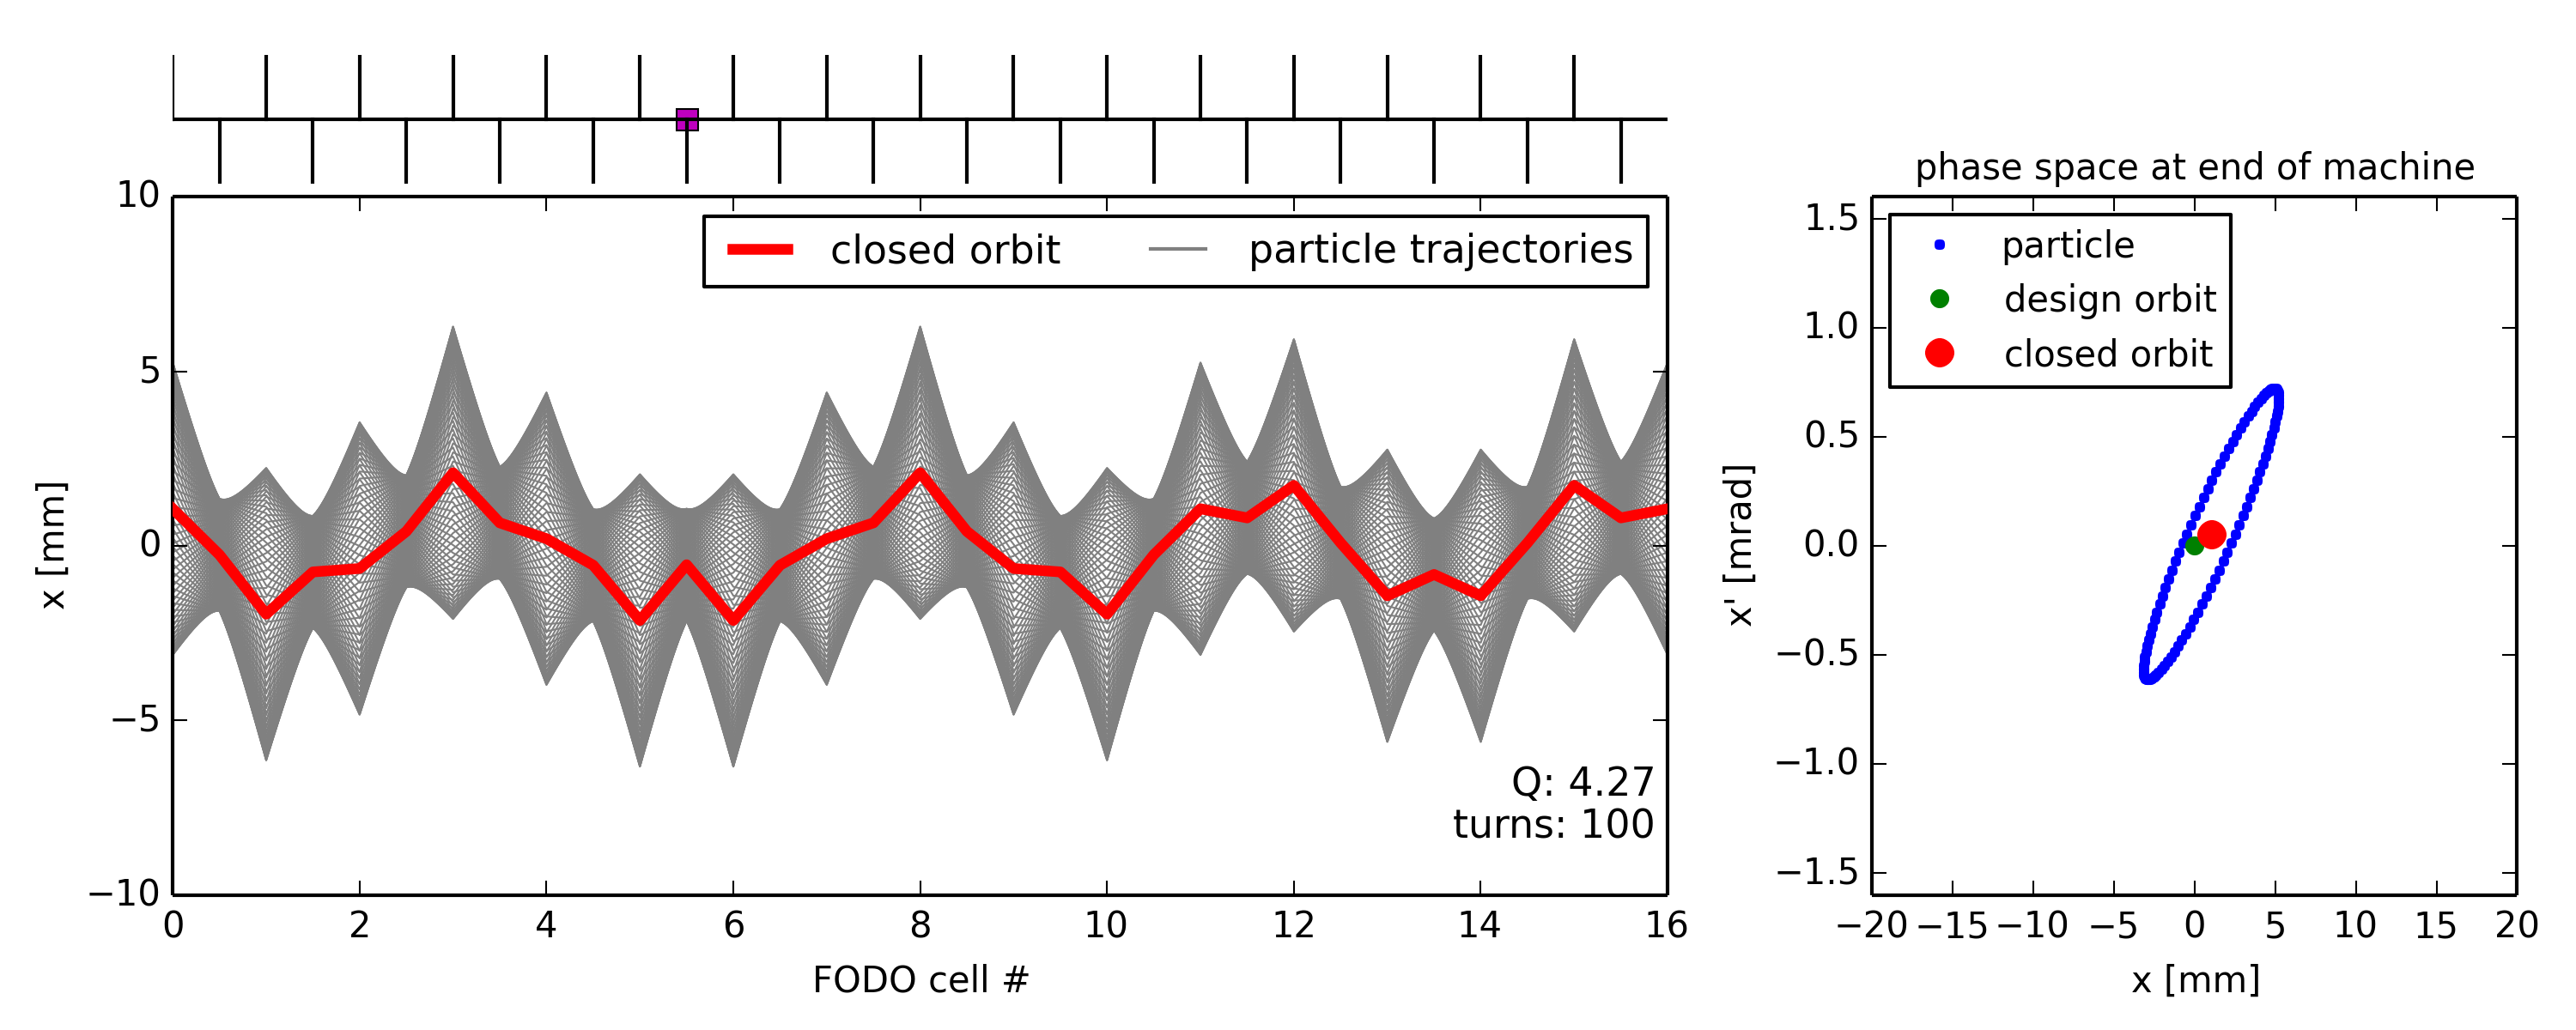 10
5
0
−5
−10
x [mm]
closed orbit
particle trajectories
Q: 4.27
turns: 100
0 2 4 6 8 10 12 14 16
FODO cell #
phase space at end of machine
1.5
1.0
0.5
0.0
−0.5
−1.0
−1.5
x' [mrad]
particle
design orbit
closed orbit
−20 −15 −10 −5 0 5 10 15 20
x [mm]